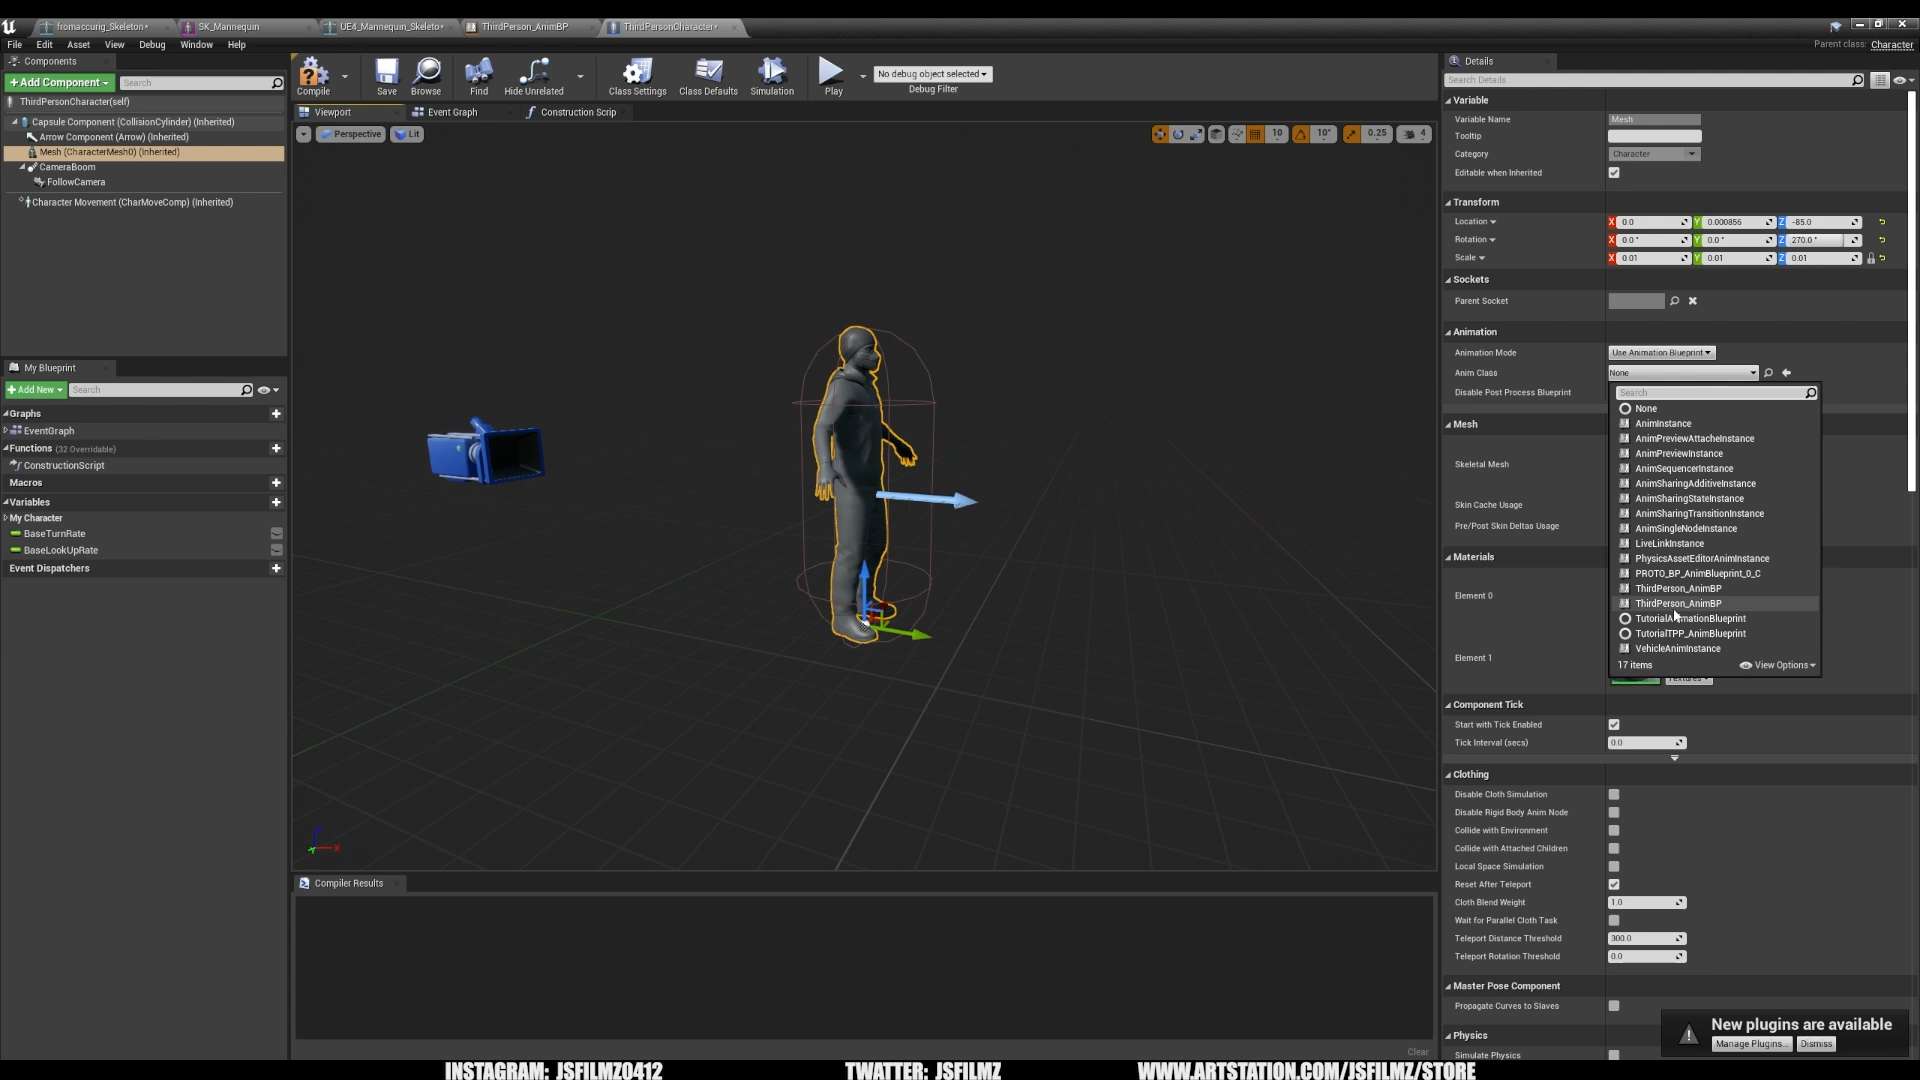 fromaccurig_Skeleton*
SK_Mannequin
UE4_Mannequin_Skeleto*
ThirdPerson_AnimBP
ThirdPersonCharacter*
File Edit Asset View Debug Window Help
Parent class: Character
Components
+ Add Component
Search
ThirdPersonCharacter(self)
Capsule Component (CollisionCylinder) (Inherited)
Arrow Component (Arrow) (Inherited)
Mesh (CharacterMesh0) (Inherited)
CameraBoom
FollowCamera
Character Movement (CharMoveComp) (Inherited)
My Blueprint
+ Add New
Search
Graphs
EventGraph
Functions (32 Overridable)
ConstructionScript
Macros
Variables
My Character
BaseTurnRate
BaseLookUpRate
Event Dispatchers
Compile
Save
Browse
Find
Hide Unrelated
Class Settings
Class Defaults
Simulation
Play
No debug object selected
Debug Filter
Viewport
Event Graph
Construction Scrip
Perspective
Lit
10
10°
0.25
4
Compiler Results
Clear
Details
Search Details
Variable
Variable Name Mesh
Tooltip
Category Character
Editable when Inherited
Transform
Location X 0.0 Y 0.000856 Z -85.0
Rotation X 0.0° Y 0.0° Z 270.0°
Scale X 0.01 Y 0.01 Z 0.01
Sockets
Parent Socket
Animation
Animation Mode Use Animation Blueprint
Anim Class None
Disable Post Process Blueprint
Search
None
AnimInstance
AnimPreviewAttacheInstance
AnimPreviewInstance
AnimSequencerInstance
AnimSharingAdditiveInstance
AnimSharingStateInstance
AnimSharingTransitionInstance
AnimSingleNodeInstance
LiveLinkInstance
PhysicsAssetEditorAnimInstance
PROTO_BP_AnimBlueprint_0_C
ThirdPerson_AnimBP
ThirdPerson_AnimBP
TutorialAnimationBlueprint
TutorialTPP_AnimBlueprint
VehicleAnimInstance
17 items
View Options
Mesh
Skeletal Mesh
Skin Cache Usage
Pre/Post Skin Deltas Usage
Materials
Element 0
Element 1
Textures
Component Tick
Start with Tick Enabled
Tick Interval (secs) 0.0
Clothing
Disable Cloth Simulation
Disable Rigid Body Anim Node
Collide with Environment
Collide with Attached Children
Local Space Simulation
Reset After Teleport
Cloth Blend Weight 1.0
Wait for Parallel Cloth Task
Teleport Distance Threshold 300.0
Teleport Rotation Threshold 0.0
Master Pose Component
Propagate Curves to Slaves
Physics
Simulate Physics
New plugins are available
Manage Plugins...
Dismiss
INSTAGRAM: JSFILMZ0412
TWATTER: JSFILMZ
WWW.ARTSTATION.COM/JSFILMZ/STORE